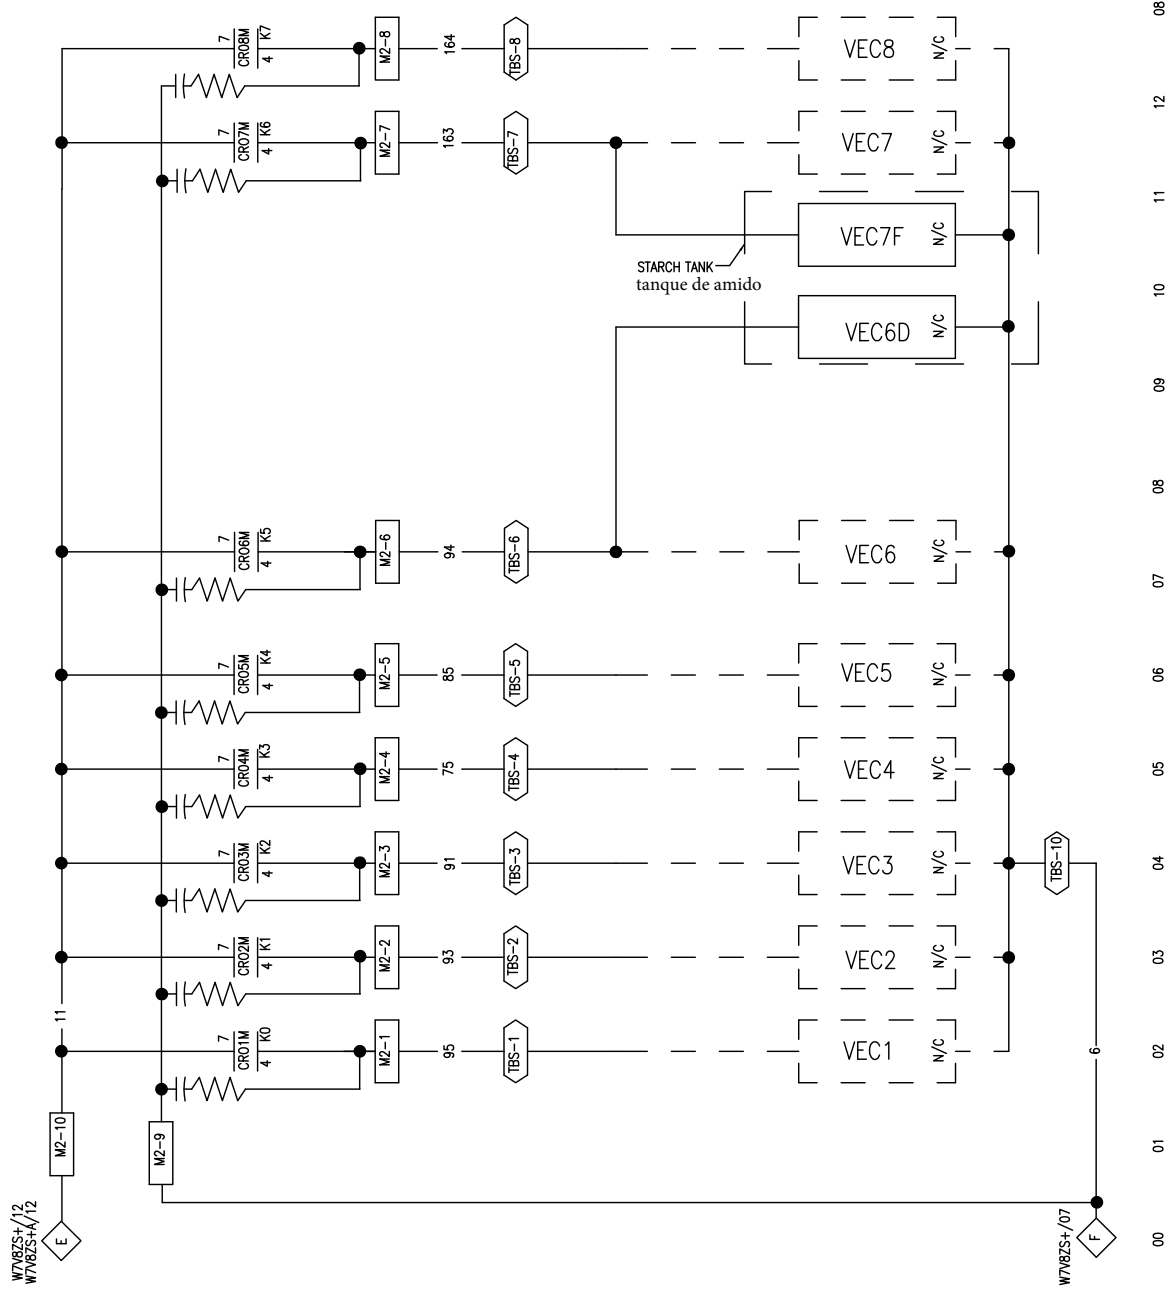 08
7
CR08M
4
K7
M2-8
164
TBS-8
VEC8
N/C
12
7
CR07M
4
K6
M2-7
163
TBS-7
VEC7
N/C
11
VEC7F
N/C
STARCH TANK
tanque de amido
10
VEC6D
N/C
09
08
7
CR06M
4
K5
M2-6
94
TBS-6
VEC6
N/C
07
7
CR05M
4
K4
M2-5
85
TBS-5
VEC5
N/C
06
7
CR04M
4
K3
M2-4
75
TBS-4
VEC4
N/C
05
7
CR03M
4
K2
M2-3
91
TBS-3
VEC3
N/C
TBS-10
04
7
CR02M
4
K1
M2-2
93
TBS-2
VEC2
N/C
03
11
7
CR01M
4
K0
M2-1
95
TBS-1
VEC1
N/C
6
02
M2-10
M2-9
01
W7V8ZS+/12
W7V8ZS+A/12
E
W7V8ZS+/07
F
00